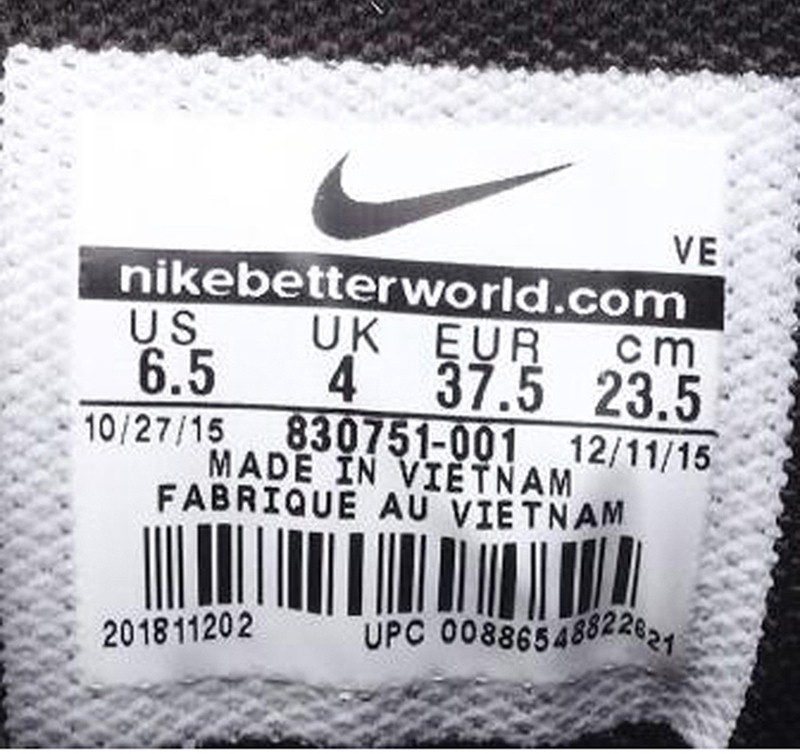 VE
nikebetterworld.com
US UK EUR cm
6.5 4 37.5 23.5
10/27/15 830751-001 12/11/15
MADE IN VIETNAM
FABRIQUE AU VIETNAM
201811202 UPC 00886548822621